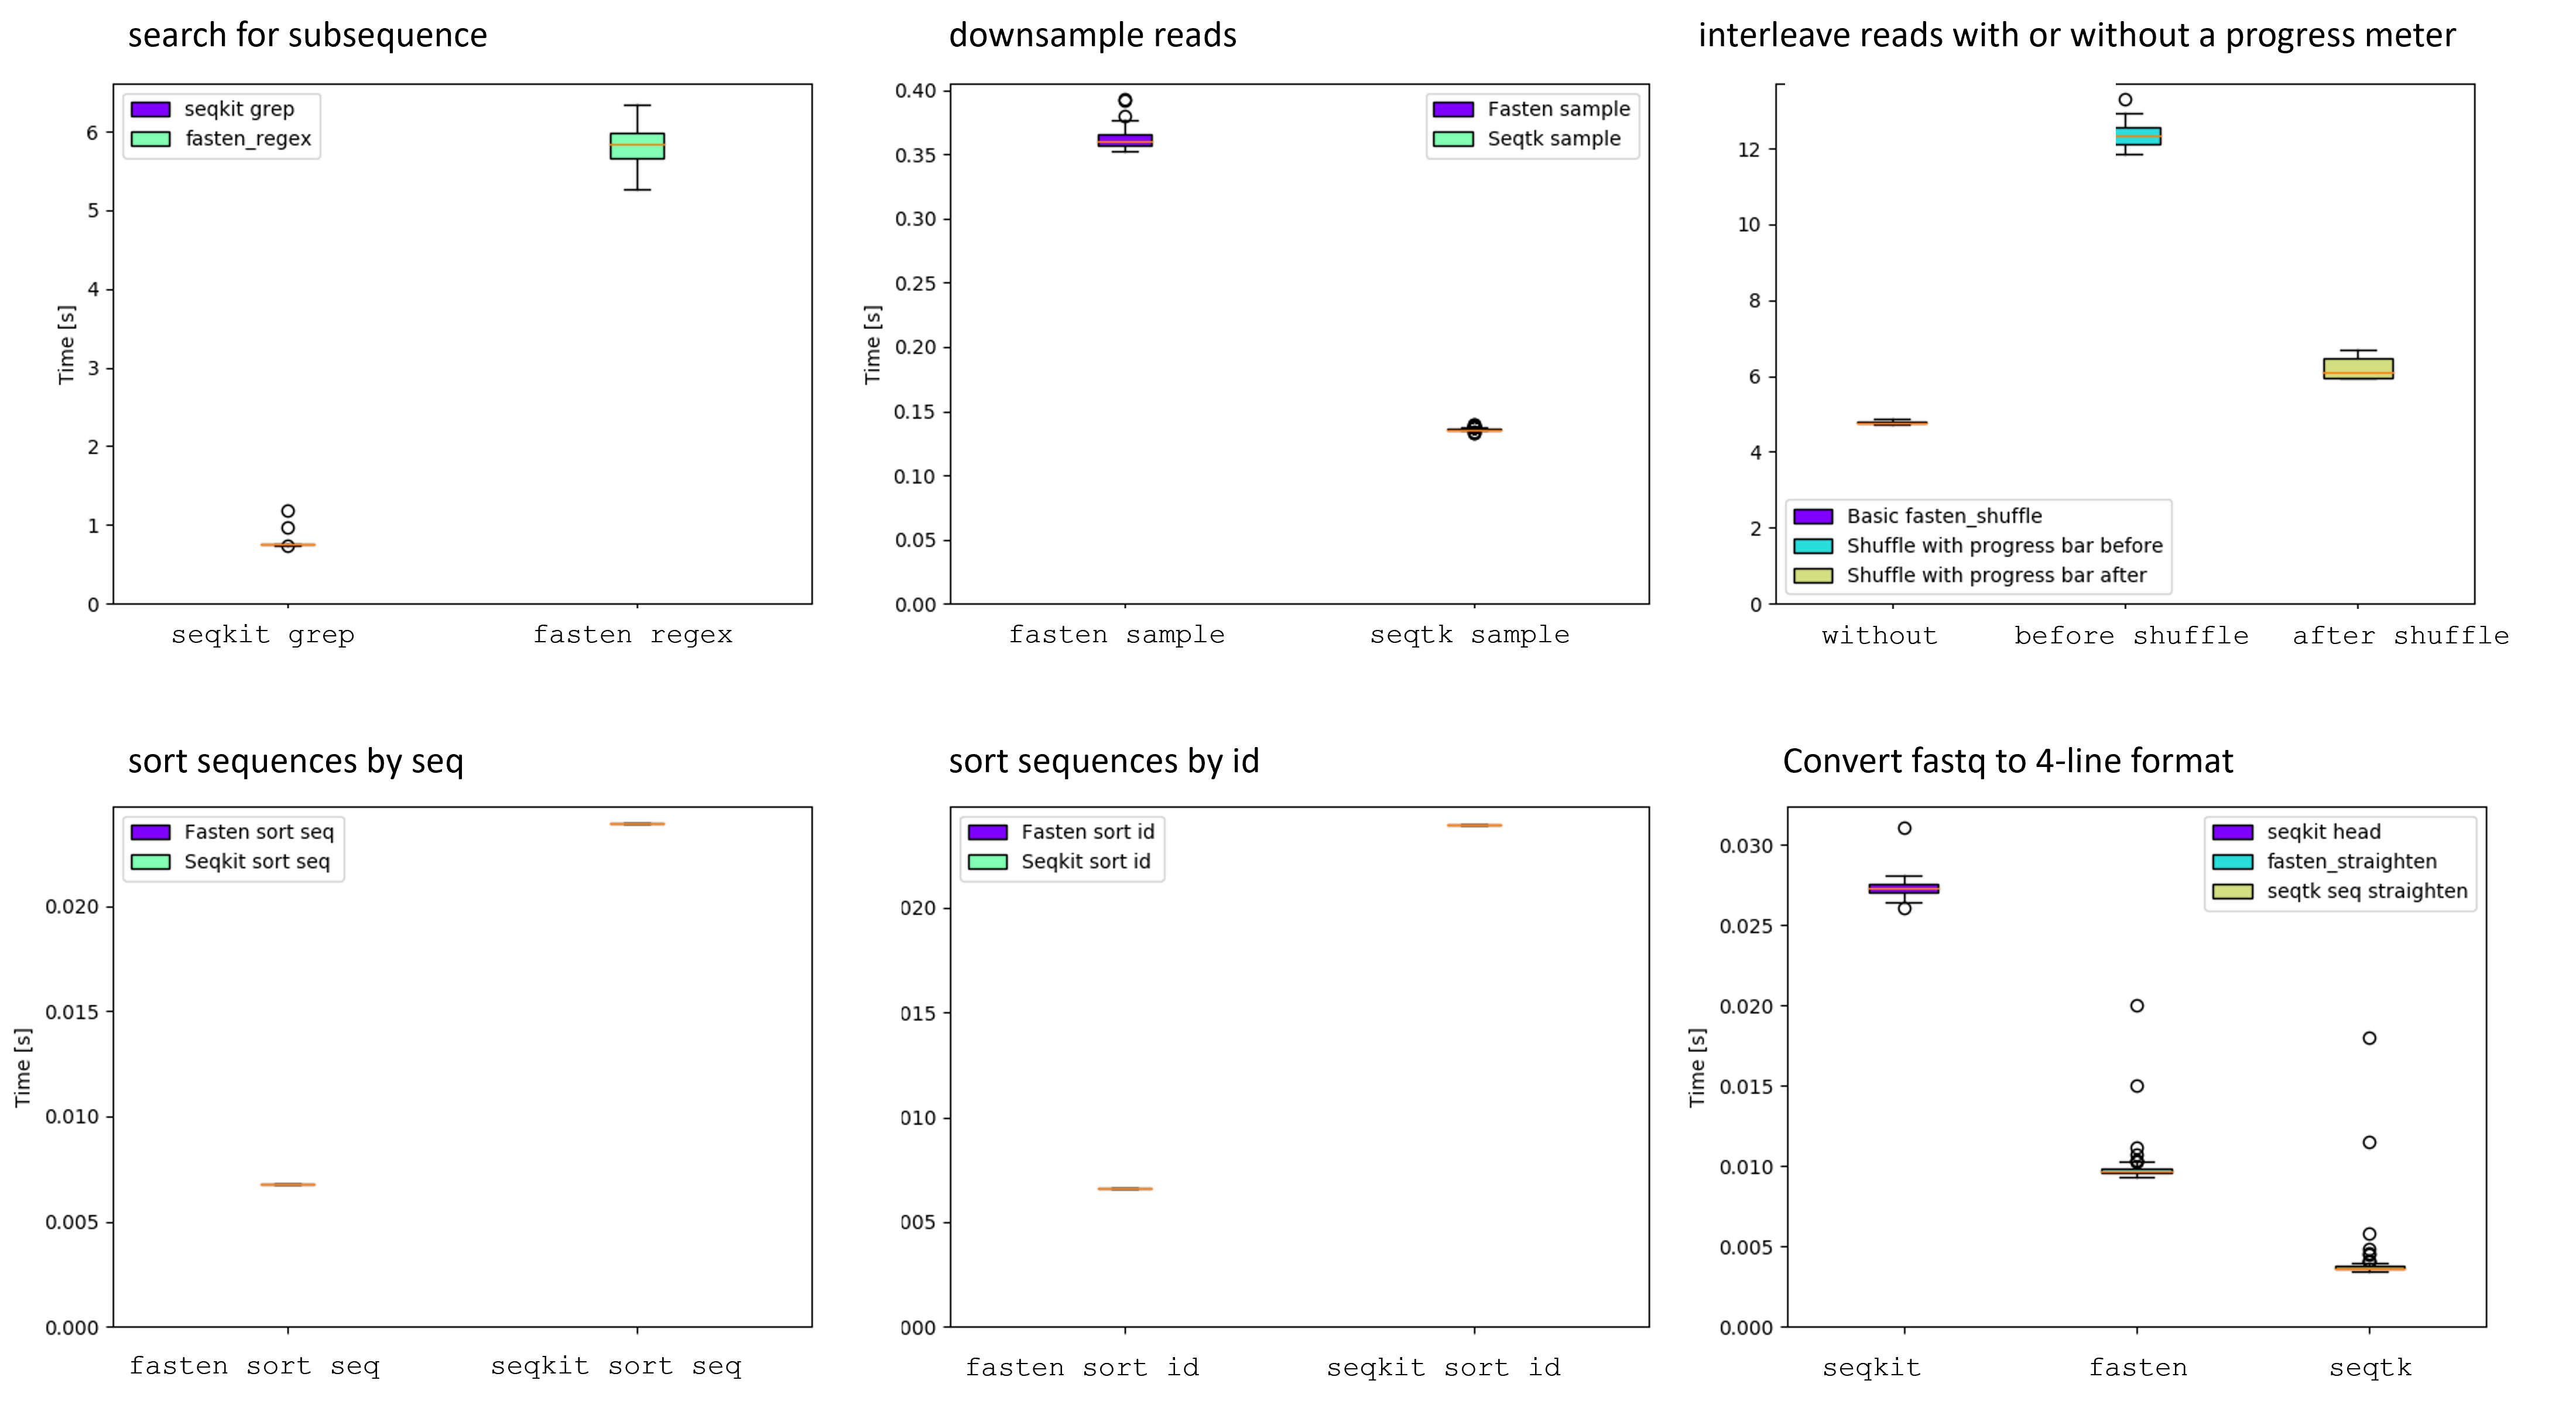 search for subsequence
seqkit grep
fasten_regex
6
5
4
3
2
1
0
Time [s]
seqkit grep
fasten regex
downsample reads
Fasten sample
Seqtk sample
0.40
0.35
0.30
0.25
0.20
0.15
0.10
0.05
0.00
Time [s]
fasten sample
seqtk sample
interleave reads with or without a progress meter
12
10
8
6
4
2
0
Basic fasten_shuffle
Shuffle with progress bar before
Shuffle with progress bar after
without
before shuffle
after shuffle
sort sequences by seq
Fasten sort seq
Seqkit sort seq
0.020
0.015
0.010
0.005
0.000
Time [s]
fasten sort seq
seqkit sort seq
sort sequences by id
Fasten sort id
Seqkit sort id
020
015
010
005
000
fasten sort id
seqkit sort id
Convert fastq to 4-line format
seqkit head
fasten_straighten
seqtk seq straighten
0.030
0.025
0.020
0.015
0.010
0.005
0.000
Time [s]
seqkit
fasten
seqtk